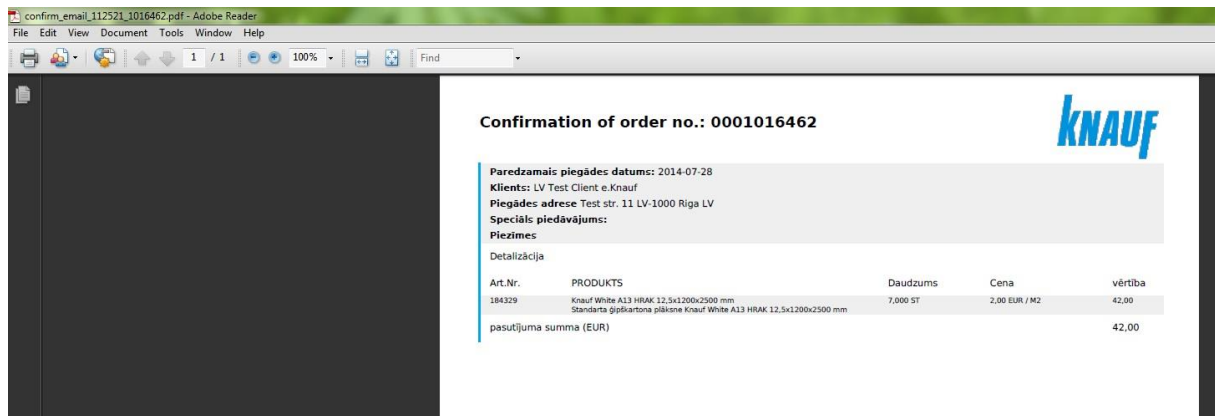 confirm_email_112521_1016462.pdf - Adobe Reader
File Edit View Document Tools Window Help
1 / 1 100% Find
Confirmation of order no.: 0001016462
KNAUF
Paredzamais piegādes datums: 2014-07-28
Klients: LV Test Client e.Knauf
Piegādes adrese Test str. 11 LV-1000 Riga LV
Speciāls piedāvājums:
Piezīmes
Detalizācija
Art.Nr. PRODUKTS Daudzums Cena vērtība
184329 Knauf White A13 HRAK 12,5x1200x2500 mm 7,000 ST 2,00 EUR / M2 42,00
Standarta ģipškartona plāksne Knauf White A13 HRAK 12,5x1200x2500 mm
pasutījuma summa (EUR) 42,00